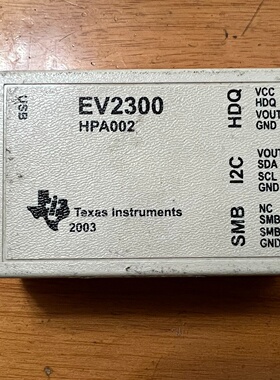 USB
EV2300
HPA002
Texas Instruments
2003
HDQ
VCC
HDQ
VOUT
GND
I2C
VOUT
SDA
SCL
GND
SMB
NC
SMB
SMB
GND